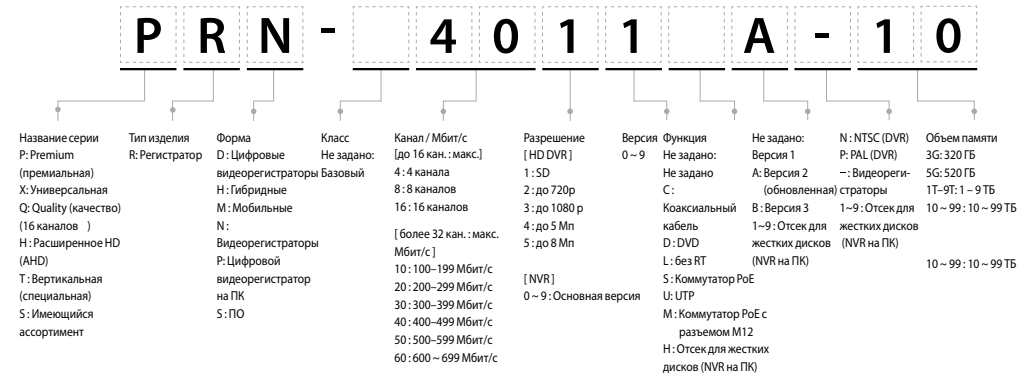 PRN- 4011 A-10
Название серии
P: Premium
(премиальная)
X: Универсальная
Q: Quality (качество)
(16 каналов )
H: Расширенное HD
(AHD)
T: Вертикальная
(специальная)
S: Имеющийся
ассортимент
Тип изделия
R: Регистратор
Форма
D: Цифровые
видеорегистраторы
H: Гибридные
M: Мобильные
N:
Видеорегистраторы
P: Цифровой
видеорегистратор
на ПК
S: ПО
Класс
Не задано:
Базовый
Канал / Мбит/с
[до 16 кан. : макс.]
4: 4 канала
8: 8 каналов
16: 16 каналов
[ более 32 кан. : макс.
Мбит/с ]
10: 100–199 Мбит/с
20: 200–299 Мбит/с
30: 300–399 Мбит/с
40: 400–499 Мбит/с
50: 500–599 Мбит/с
60: 600 ~ 699 Мбит/с
Разрешение
[ HD DVR ]
1: SD
2: до 720p
3: до 1080 p
4: до 5 Мп
5: до 8 Мп
[ NVR ]
0 ~ 9: Основная версия
Версия
0 ~ 9
Функция
Не задано:
Не задано
C:
Коаксиальный
кабель
D: DVD
L: без RT
S: Коммутатор PoE
U: UTP
M: Коммутатор PoE с
разъемом M12
H: Отсек для жестких
дисков (NVR на ПК)
Не задано:
Версия 1
A: Версия 2
(обновленная)
B: Версия 3
1~9: Отсек для
жестких дисков
(NVR на ПК)
N: NTSC (DVR)
P: PAL (DVR)
–: Видеореги-
страторы
1~9: Отсек для
жестких дисков
(NVR на ПК)
Объем памяти
3G: 320 ГБ
5G: 520 ГБ
1T–9T: 1 – 9 ТБ
10 ~ 99: 10 ~ 99 ТБ
10 ~ 99: 10 ~ 99 ТБ